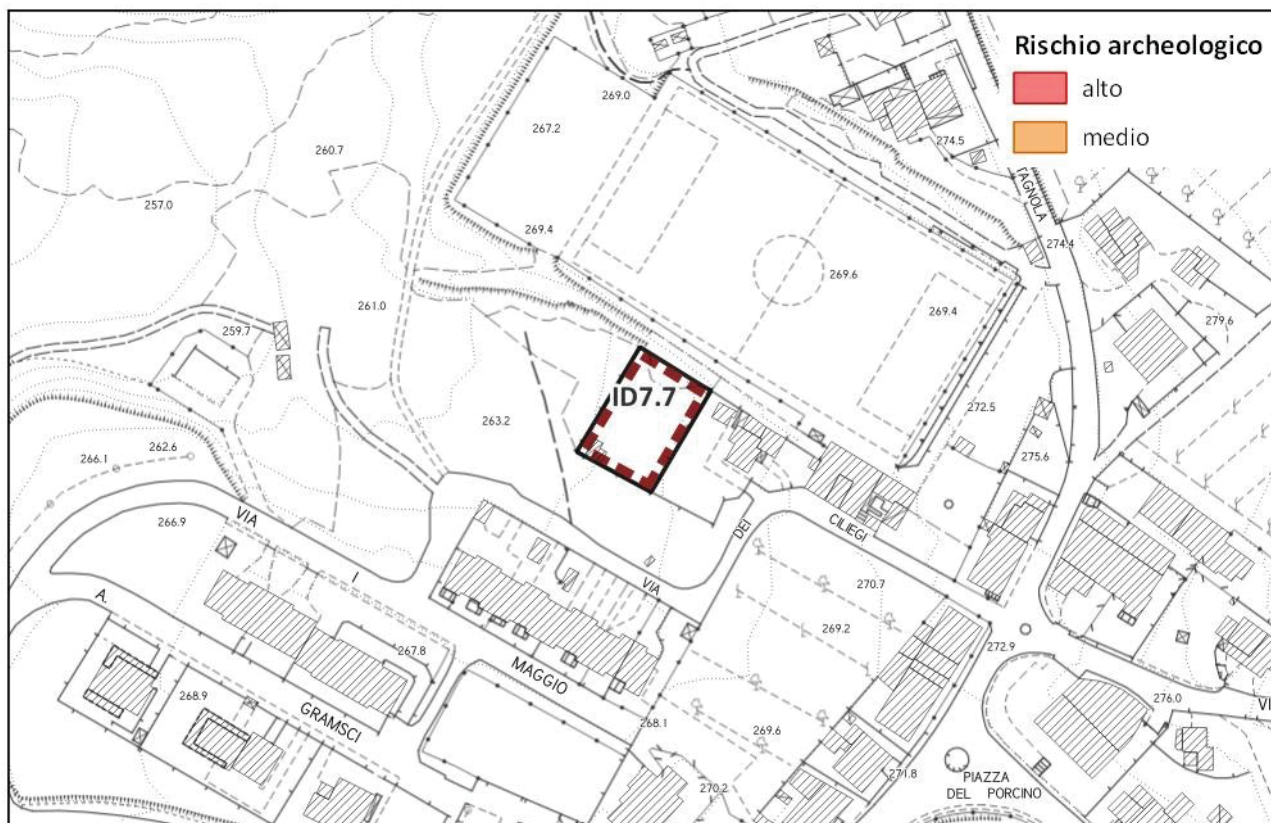 Rischio archeologico
alto
medio
269.0
267.2
274.5
260.7
TAGNOLA
257.0
269.4
274.4
269.6
261.0
269.4
279.6
259.7
ID7.7
272.5
263.2
275.6
266.1
262.6
266.9
VIA
I
MAGGIO
VIA
DEI
CILIEGI
270.7
269.2
272.9
A.
GRAMSCI
267.8
268.9
268.1
269.6
276.0
VI
271.8
270.2
PIAZZA
DEL PORCINO